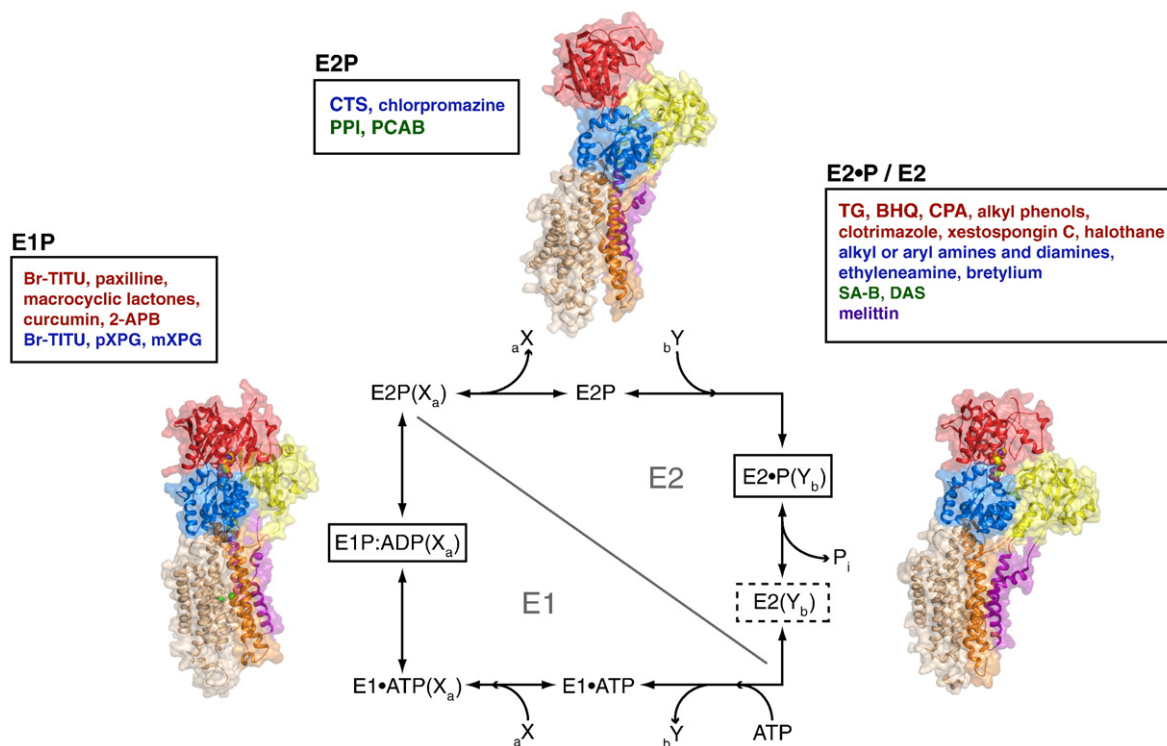 E2P
CTS, chlorpromazine
PPI, PCAB
E2•P / E2
TG, BHQ, CPA, alkyl phenols,
clotrimazole, xestospongin C, halothane
alkyl or aryl amines and diamines,
ethyleneamine, bretylium
SA-B, DAS
melittin
E1P
Br-TITU, paxilline,
macrocyclic lactones,
curcumin, 2-APB
Br-TITU, pXPG, mXPG
aX
bY
E2P(Xa)
E2P
E2
E2•P(Yb)
E1P:ADP(Xa)
Pi
E1
E2(Yb)
E1•ATP(Xa)
E1•ATP
aX
bY
ATP